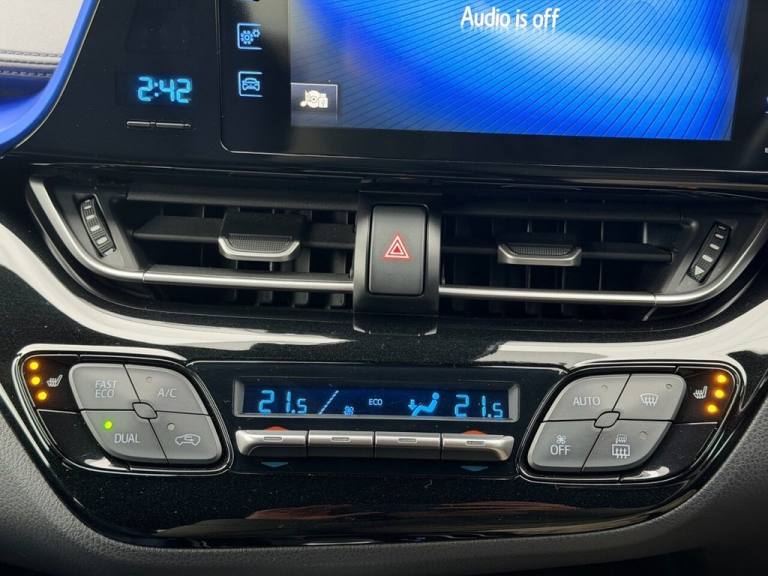 Audio is off
2:42
FAST
ECO
A/C
DUAL
21.5
ECO
21.5
AUTO
OFF